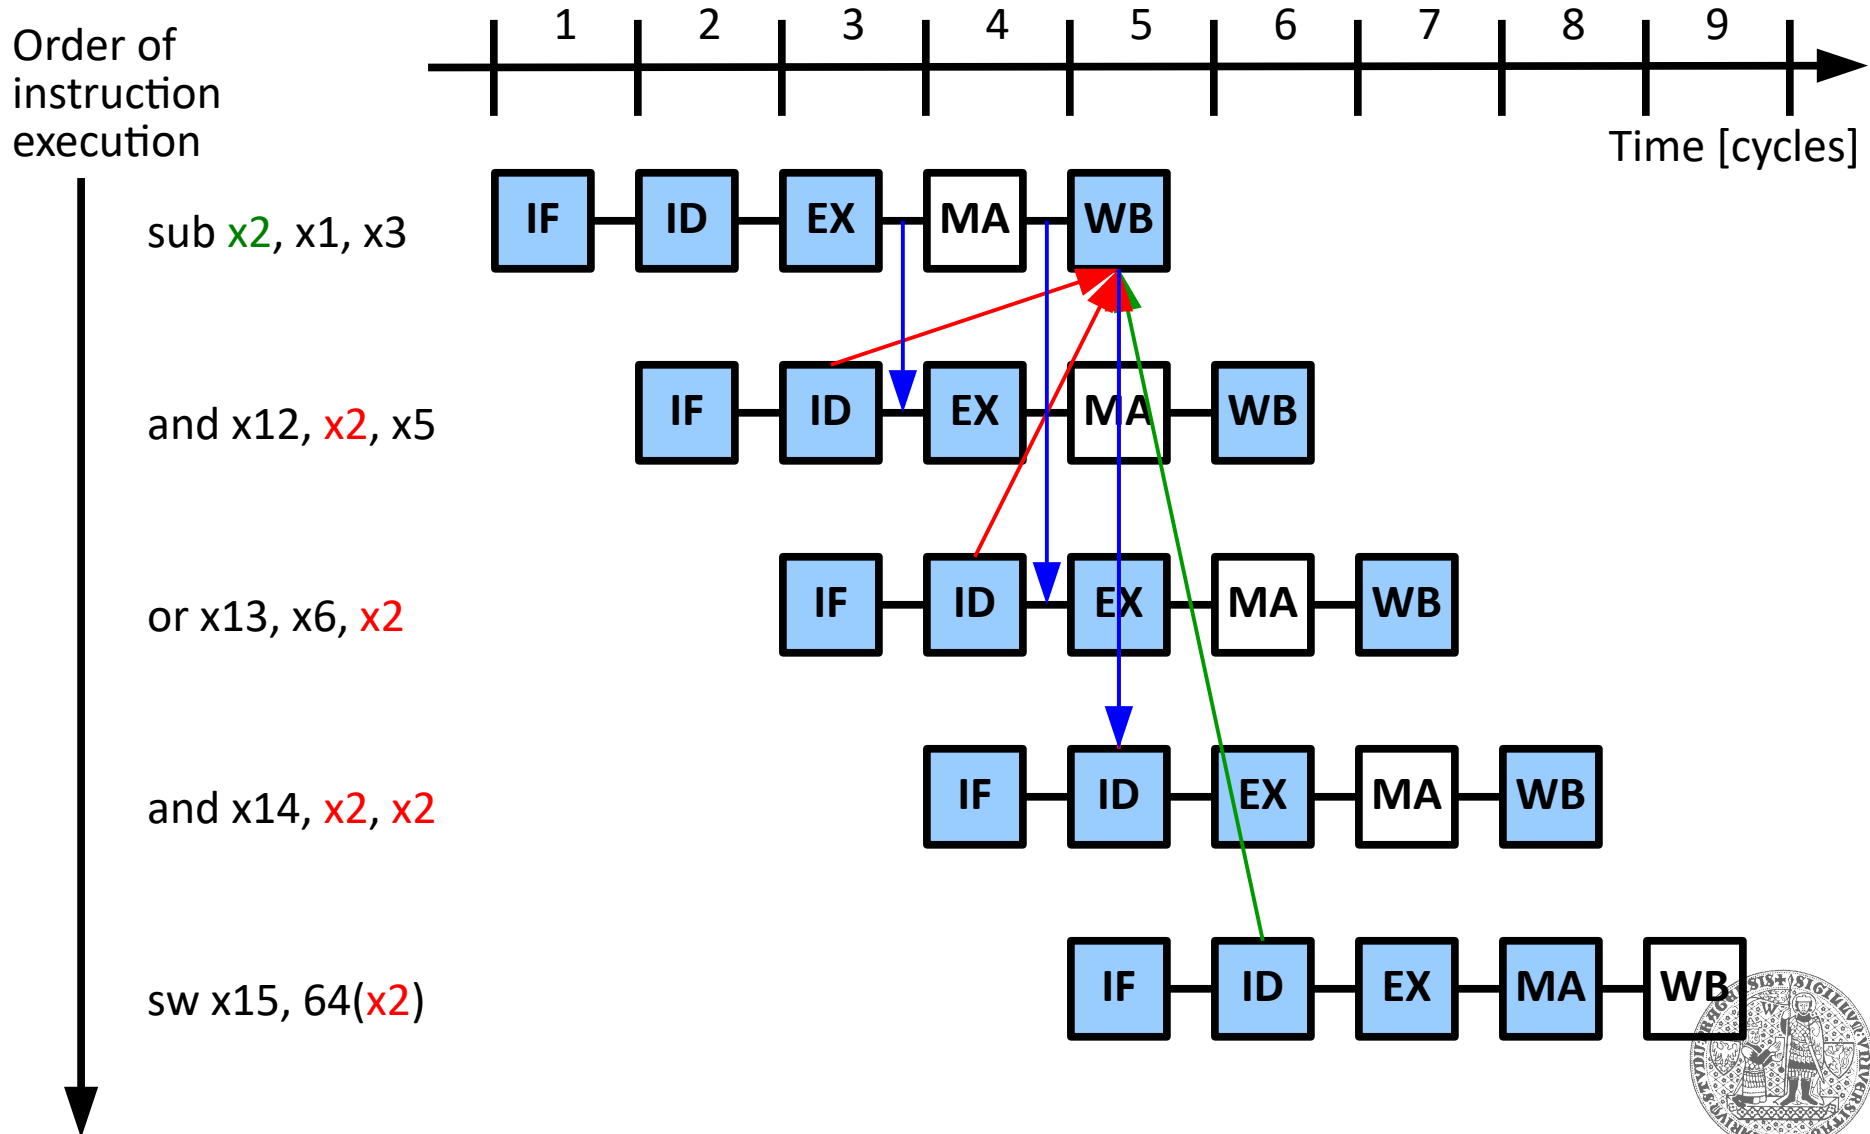 Order of
instruction
execution
1 2 3 4 5 6 7 8 9
Time [cycles]
sub x2, x1, x3
IF ID EX MA WB
and x12, x2, x5
IF ID EX MA WB
or x13, x6, x2
IF ID EX MA WB
and x14, x2, x2
IF ID EX MA WB
sw x15, 64(x2)
IF ID EX MA WB